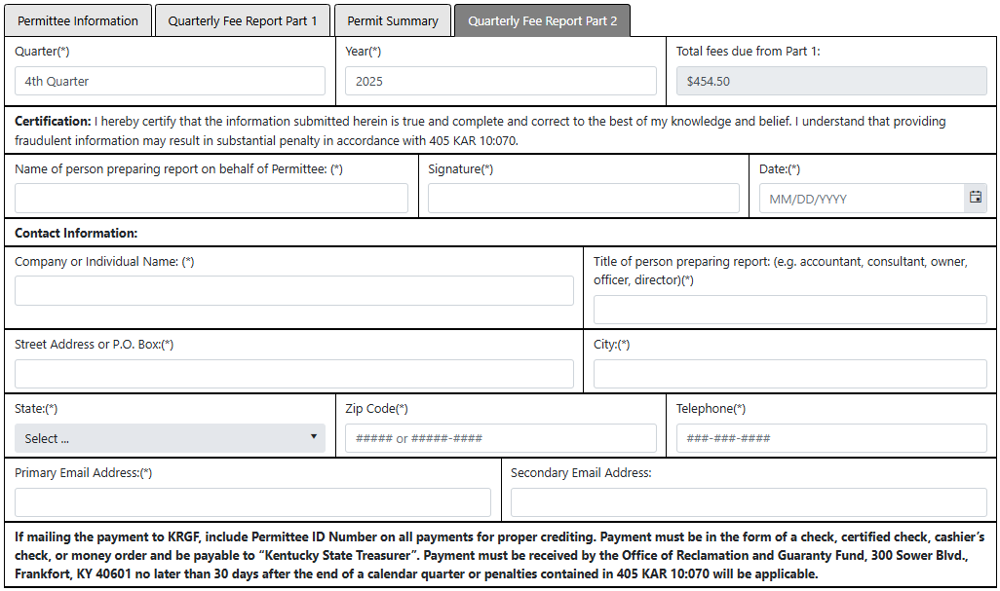 Permittee Information Quarterly Fee Report Part 1 Permit Summary Quarterly Fee Report Part 2
Quarter(*) Year(*) Total fees due from Part 1:
4th Quarter 2025 $454.50
Certification: I hereby certify that the information submitted herein is true and complete and correct to the best of my knowledge and belief. I understand that providing
fraudulent information may result in substantial penalty in accordance with 405 KAR 10:070.
Name of person preparing report on behalf of Permittee: (*) Signature(*) Date:(*)
MM/DD/YYYY
Contact Information:
Company or Individual Name: (*) Title of person preparing report: (e.g. accountant, consultant, owner,
officer, director)(*)
Street Address or P.O. Box:(*) City:(*)
State:(*) Zip Code(*) Telephone(*)
Select ... ##### or #####-#### ###-###-####
Primary Email Address:(*) Secondary Email Address:
If mailing the payment to KRGF, include Permittee ID Number on all payments for proper crediting. Payment must be in the form of a check, certified check, cashier’s
check, or money order and be payable to “Kentucky State Treasurer”. Payment must be received by the Office of Reclamation and Guaranty Fund, 300 Sower Blvd.,
Frankfort, KY 40601 no later than 30 days after the end of a calendar quarter or penalties contained in 405 KAR 10:070 will be applicable.